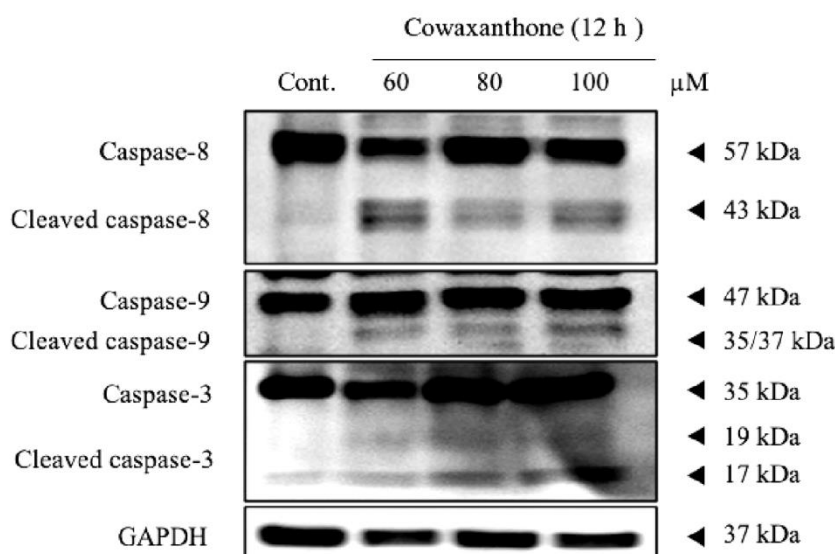 Cowaxanthone (12 h )
Cont. 60 80 100 µM
Caspase-8 ◄ 57 kDa
Cleaved caspase-8 ◄ 43 kDa
Caspase-9 ◄ 47 kDa
Cleaved caspase-9 ◄ 35/37 kDa
Caspase-3 ◄ 35 kDa
◄ 19 kDa
Cleaved caspase-3
◄ 17 kDa
GAPDH ◄ 37 kDa